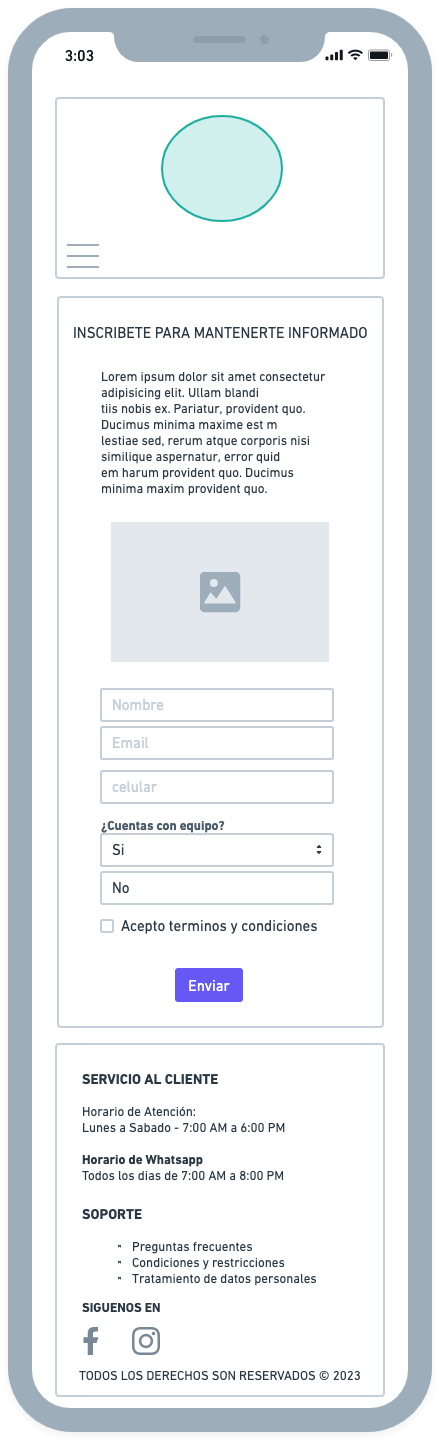 3:03
INSCRIBETE PARA MANTENERTE INFORMADO
Lorem ipsum dolor sit amet consectetur
adipisicing elit. Ullam blandi
tiis nobis ex. Pariatur, provident quo.
Ducimus minima maxime est m
lestiae sed, rerum atque corporis nisi
similique aspernatur, error quid
em harum provident quo. Ducimus
minima maxim provident quo.
Nombre
Email
celular
¿Cuentas con equipo?
Si
No
Acepto terminos y condiciones
Enviar
SERVICIO AL CLIENTE
Horario de Atención:
Lunes a Sabado - 7:00 AM a 6:00 PM
Horario de Whatsapp
Todos los dias de 7:00 AM a 8:00 PM
SOPORTE
- Preguntas frecuentes
- Condiciones y restricciones
- Tratamiento de datos personales
SIGUENOS EN
TODOS LOS DERECHOS SON RESERVADOS © 2023